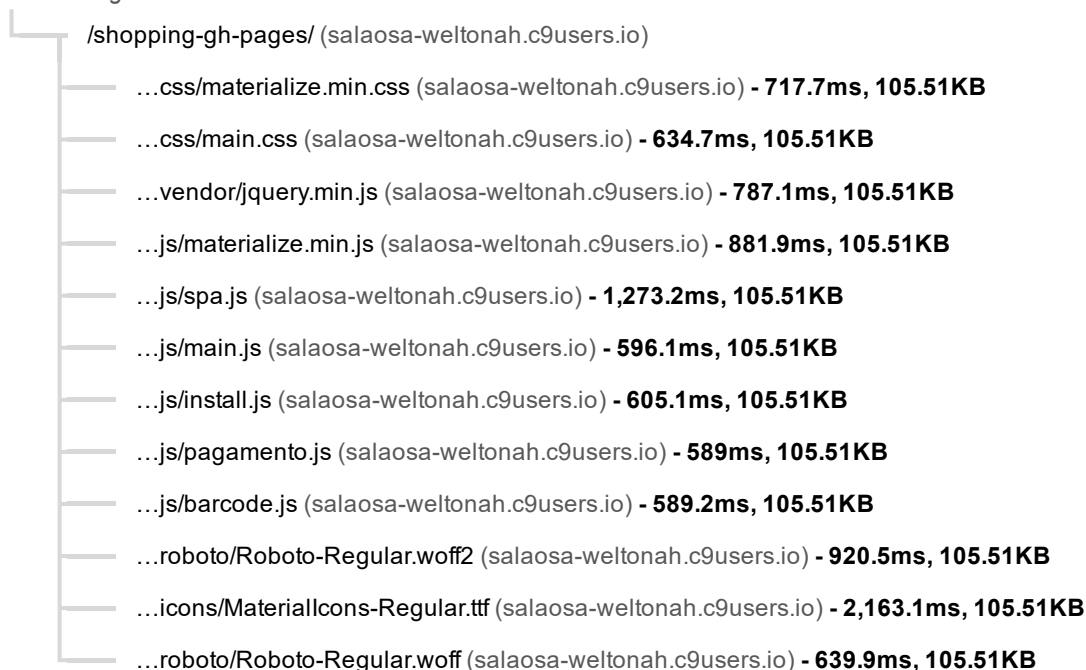 /shopping-gh-pages/ (salaosa-weltonah.c9users.io)
…css/materialize.min.css (salaosa-weltonah.c9users.io) - 717.7ms, 105.51KB
…css/main.css (salaosa-weltonah.c9users.io) - 634.7ms, 105.51KB
…vendor/jquery.min.js (salaosa-weltonah.c9users.io) - 787.1ms, 105.51KB
…js/materialize.min.js (salaosa-weltonah.c9users.io) - 881.9ms, 105.51KB
…js/spa.js (salaosa-weltonah.c9users.io) - 1,273.2ms, 105.51KB
…js/main.js (salaosa-weltonah.c9users.io) - 596.1ms, 105.51KB
…js/install.js (salaosa-weltonah.c9users.io) - 605.1ms, 105.51KB
…js/pagamento.js (salaosa-weltonah.c9users.io) - 589ms, 105.51KB
…js/barcode.js (salaosa-weltonah.c9users.io) - 589.2ms, 105.51KB
…roboto/Roboto-Regular.woff2 (salaosa-weltonah.c9users.io) - 920.5ms, 105.51KB
…icons/MaterialIcons-Regular.ttf (salaosa-weltonah.c9users.io) - 2,163.1ms, 105.51KB
…roboto/Roboto-Regular.woff (salaosa-weltonah.c9users.io) - 639.9ms, 105.51KB